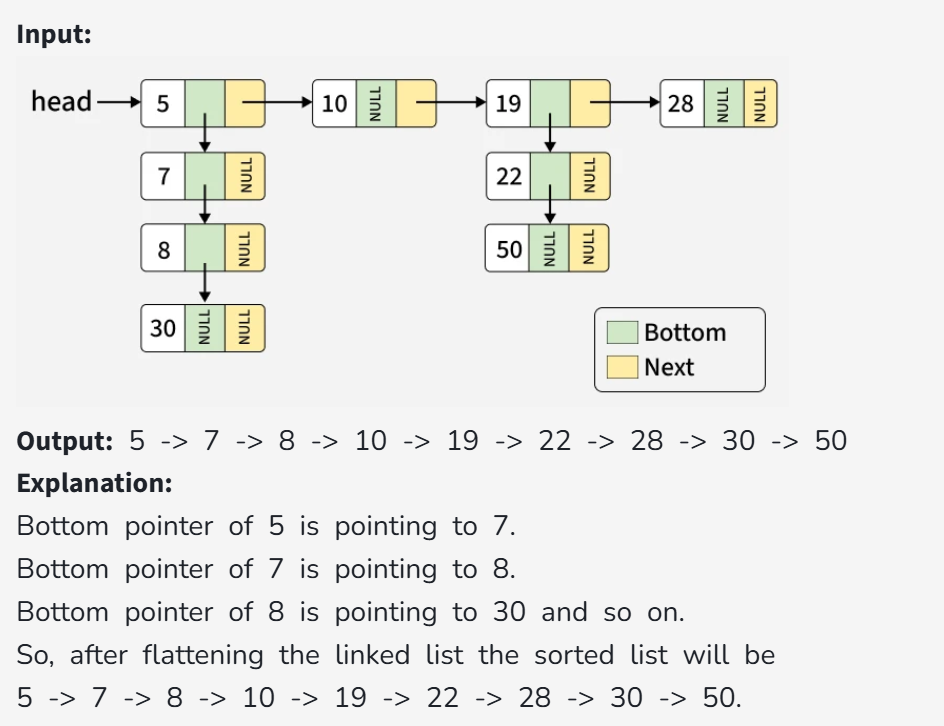 Input:
head 5 10 NULL 19 28 NULL NULL
7 NULL 22 NULL
8 NULL 50 NULL NULL
30 NULL NULL
Bottom
Next
Output: 5 -> 7 -> 8 -> 10 -> 19 -> 22 -> 28 -> 30 -> 50
Explanation:
Bottom pointer of 5 is pointing to 7.
Bottom pointer of 7 is pointing to 8.
Bottom pointer of 8 is pointing to 30 and so on.
So, after flattening the linked list the sorted list will be
5 -> 7 -> 8 -> 10 -> 19 -> 22 -> 28 -> 30 -> 50.